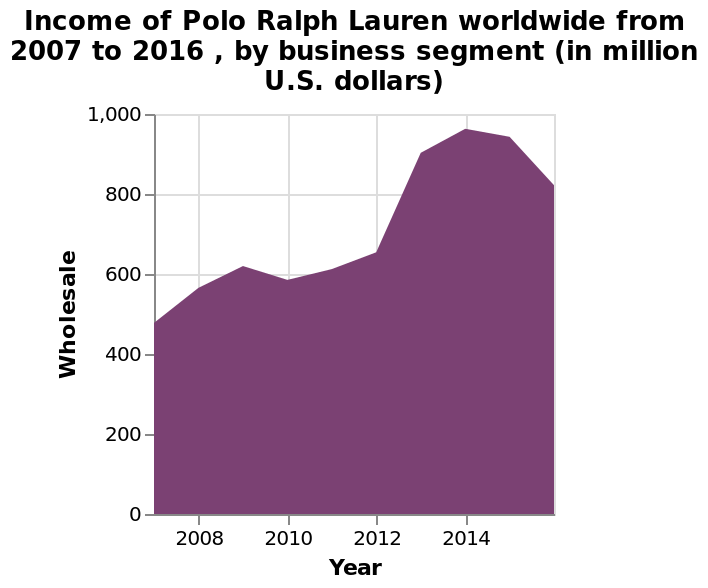 Income of Polo Ralph Lauren worldwide from
2007 to 2016 , by business segment (in million
U.S. dollars)
1,000
800
600
400
200
0
Wholesale
2008 2010 2012 2014
Year